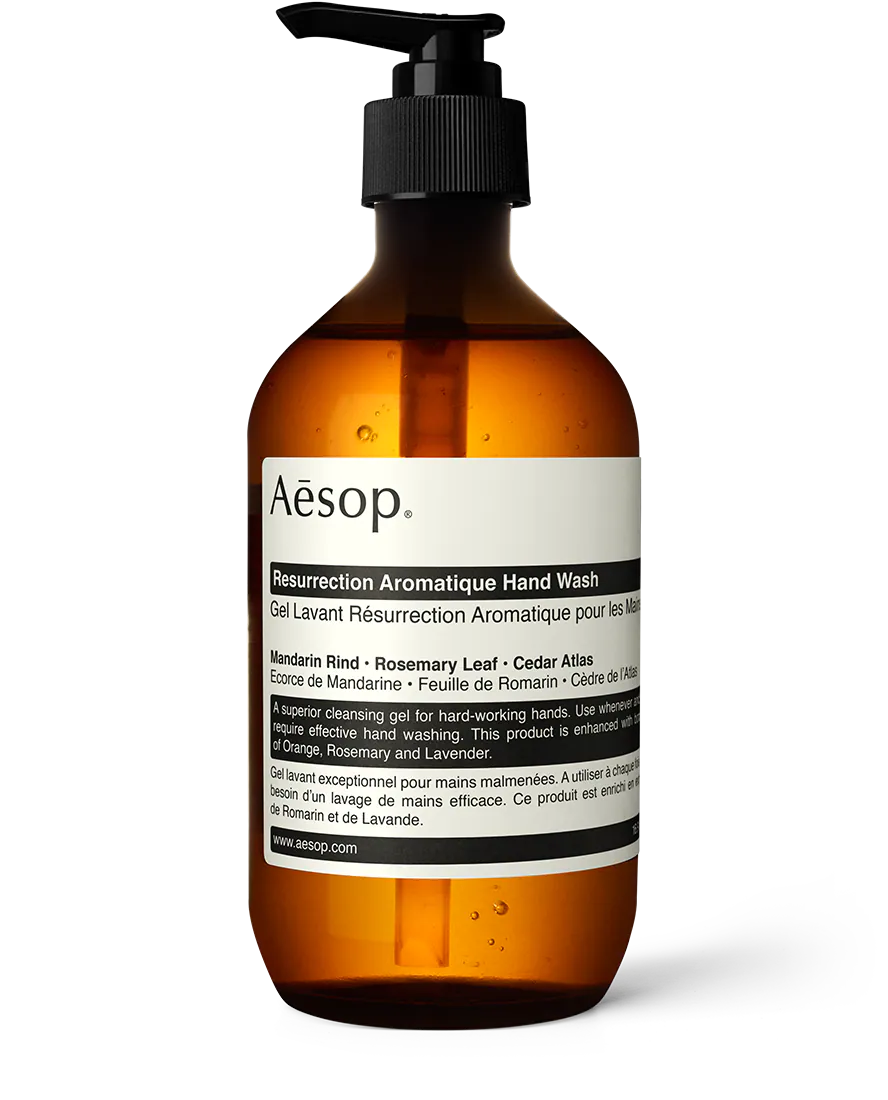 Aēsop®
Resurrection Aromatique Hand Wash
Gel Lavant Résurrection Aromatique pour les Mains
Mandarin Rind • Rosemary Leaf • Cedar Atlas
Ecorce de Mandarine • Feuille de Romarin • Cèdre de l'Atlas
A superior cleansing gel for hard-working hands. Use whenever
require effective hand washing. This product is enhanced with
of Orange, Rosemary and Lavender.
Gel lavant exceptionnel pour mains malmenées. A utiliser à chaque
besoin d'un lavage de mains efficace. Ce produit est enrichi en
de Romarin et de Lavande.
www.aesop.com